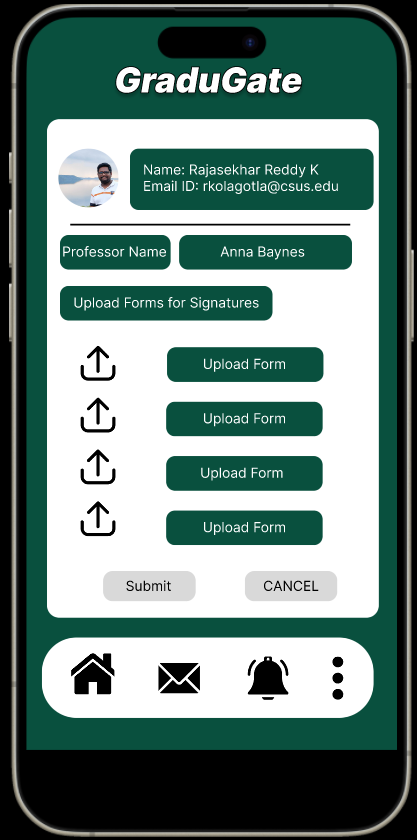 GraduGate
Name: Rajasekhar Reddy K
Email ID: rkolagotla@csus.edu
Professor Name
Anna Baynes
Upload Forms for Signatures
Upload Form
Upload Form
Upload Form
Upload Form
Submit
CANCEL